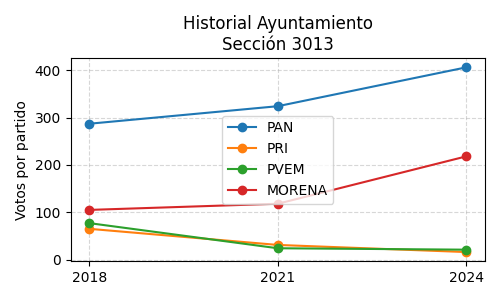 Historial Ayuntamiento
Sección 3013
Votos por partido
400
300
200
100
0
PAN
PRI
PVEM
MORENA
2018
2021
2024